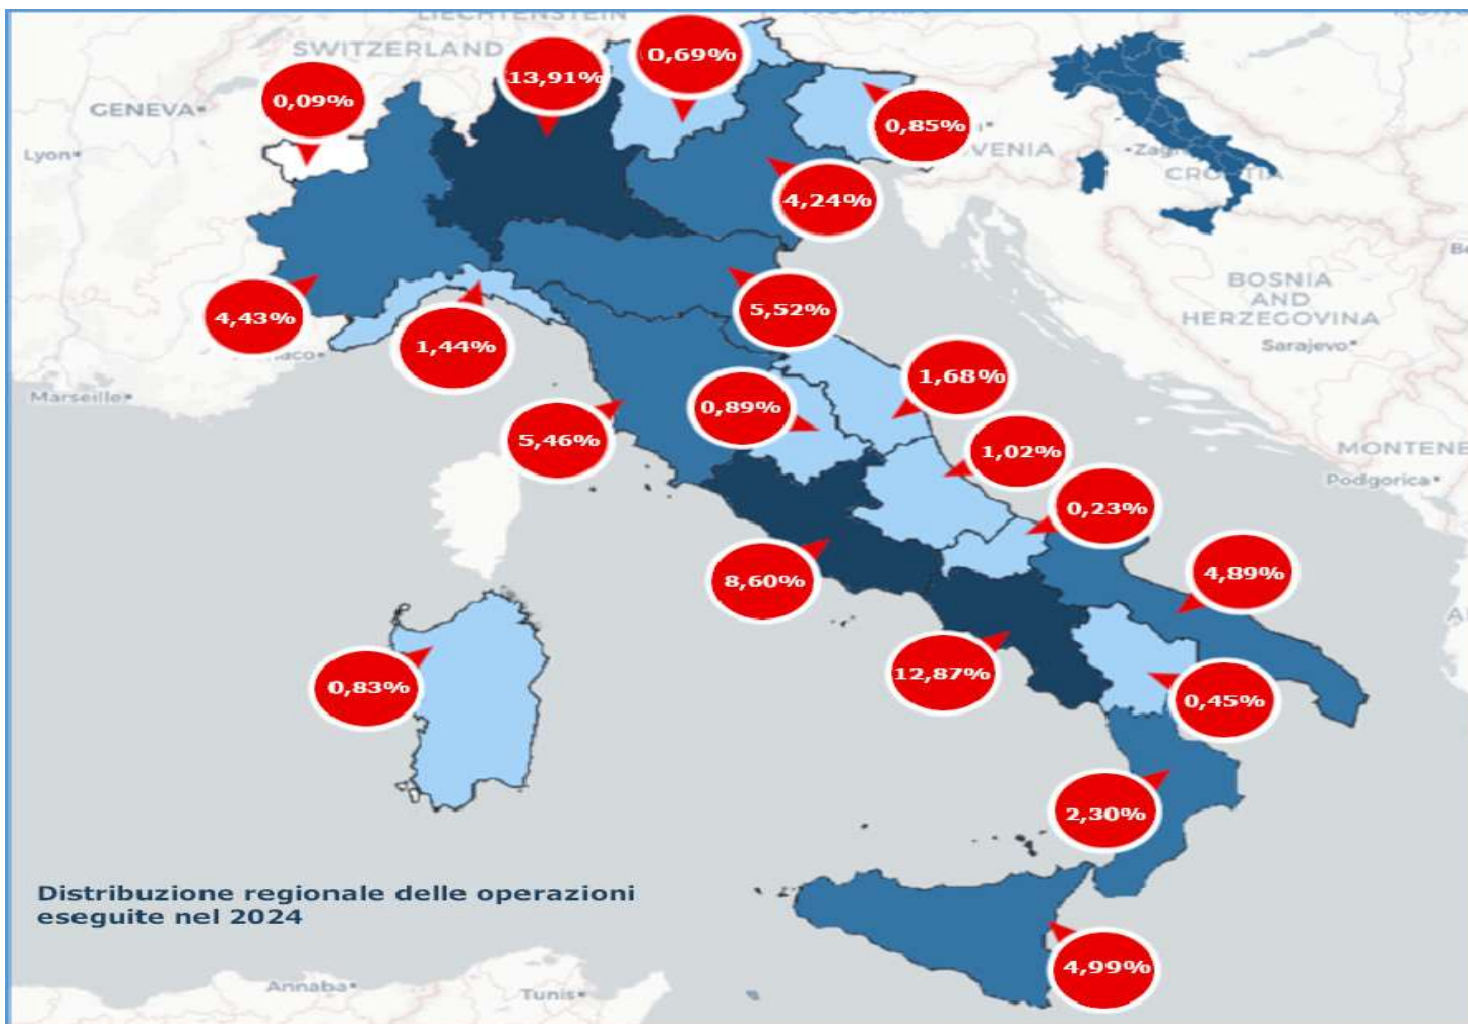 LIECHTENSTEIN
SWITZERLAND
0,69%
13,91%
0,09%
GENEVA
0,85%
Lyon
4,24%
4,43%
5,52%
BOSNIA
AND
HERZEGOVINA
Sarajevo
1,44%
Marseille
1,68%
0,89%
5,46%
1,02%
MONTENE
Podgorica
0,23%
8,60%
4,89%
12,87%
0,83%
0,45%
2,30%
Distribuzione regionale delle operazioni
eseguite nel 2024
4,99%
Annaba
Tunis